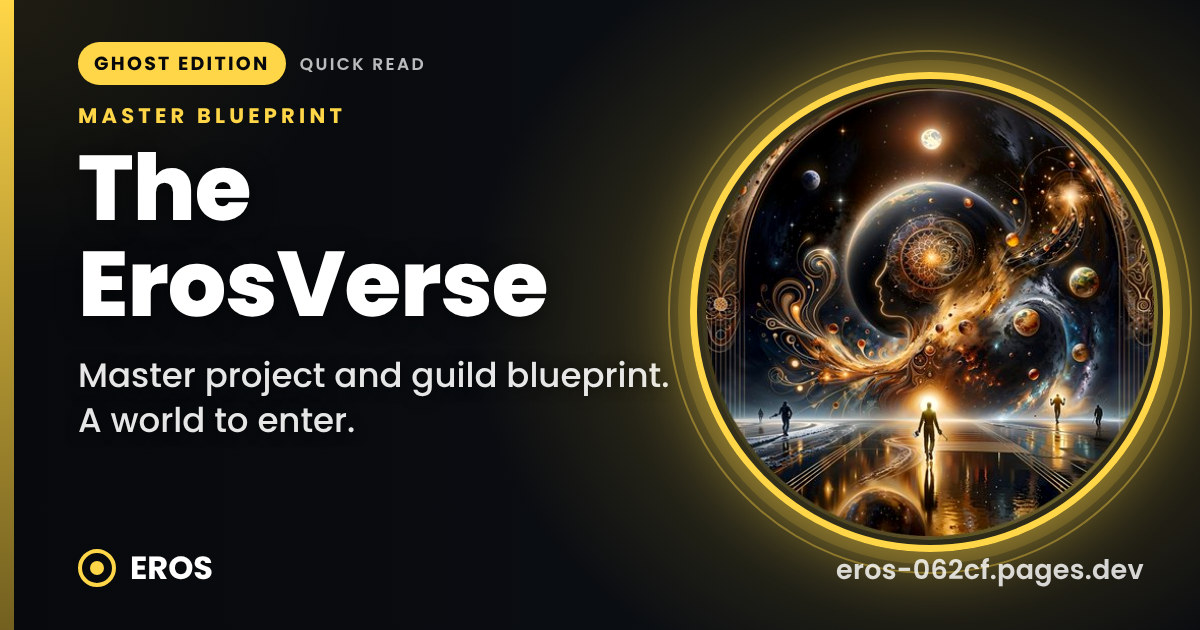 GHOST EDITION QUICK READ
MASTER BLUEPRINT
The
ErosVerse
Master project and guild blueprint.
A world to enter.
EROS
eros-062cf.pages.dev